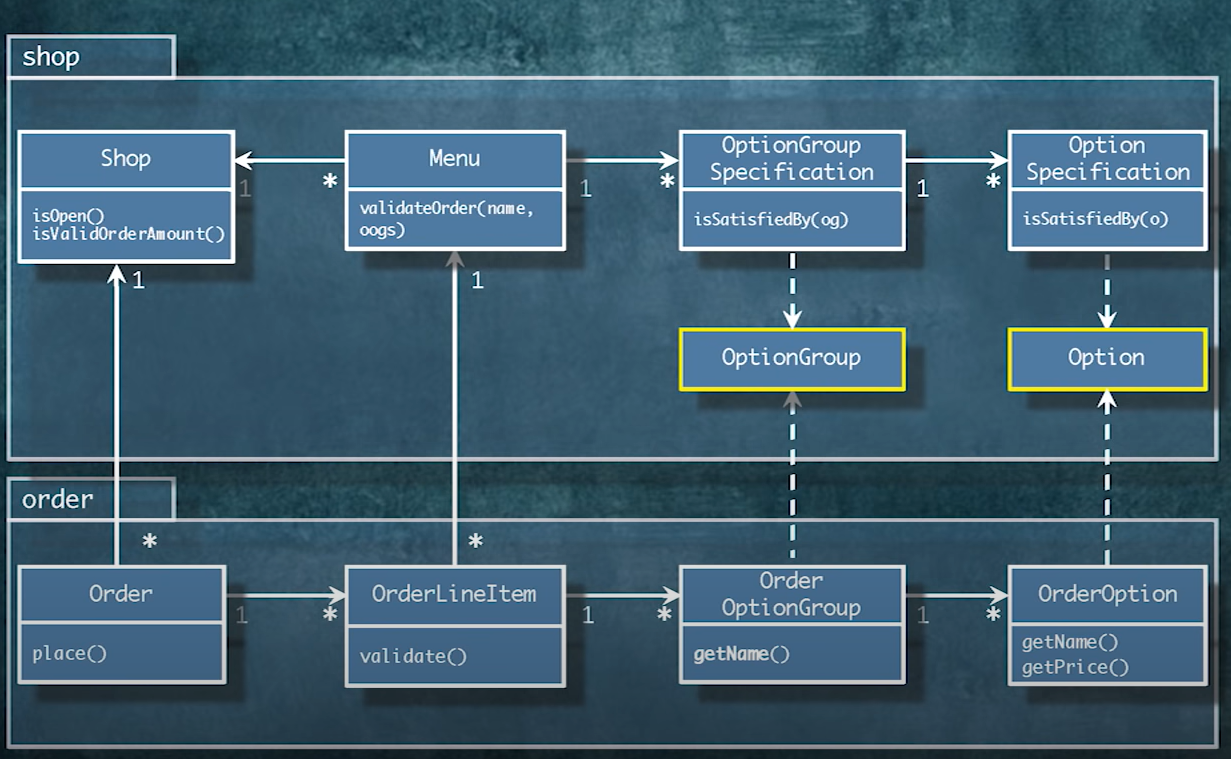 shop
Shop
isOpen()
isValidOrderAmount()
1
*
Menu
validateOrder(name,
oogs)
1
*
OptionGroup
Specification
isSatisfiedBy(og)
1
*
Option
Specification
isSatisfiedBy(o)
1
1
OptionGroup
Option
order
*
*
Order
place()
1
*
OrderLineItem
validate()
1
*
Order
OptionGroup
getName()
1
*
OrderOption
getName()
getPrice()